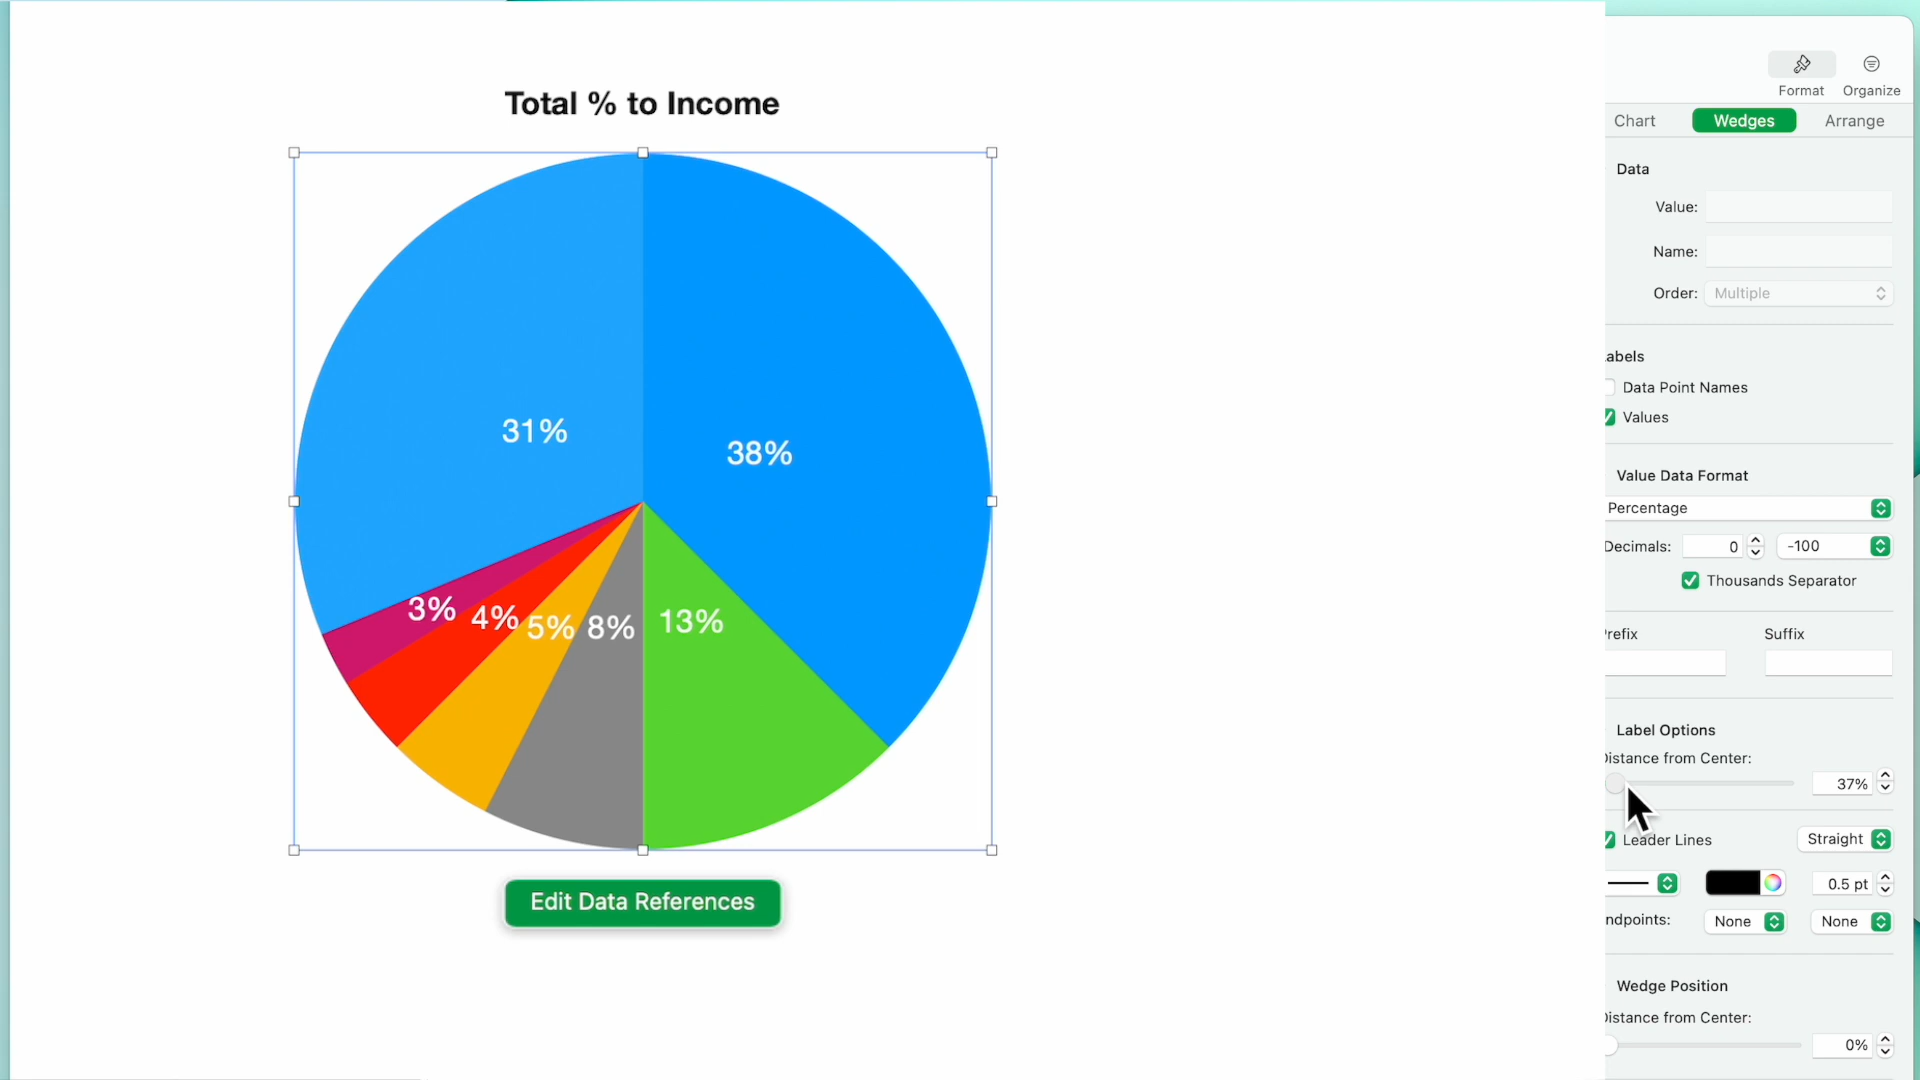 Total % to Income
31%
38%
3%
4%
5%
8%
13%
Edit Data References
Format
Organize
Chart
Wedges
Arrange
Data
Value:
Name:
Order: Multiple
abels
Data Point Names
Values
Value Data Format
Percentage
Decimals: 0 -100
Thousands Separator
refix Suffix
Label Options
istance from Center:
37%
Leader Lines Straight
0.5 pt
ndpoints: None None
Wedge Position
istance from Center:
0%